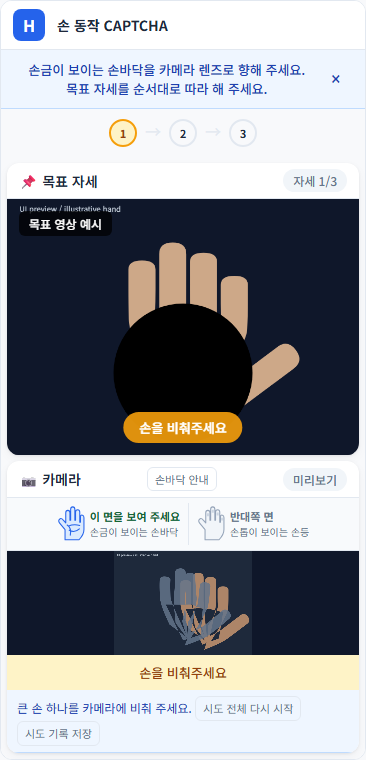 H 손 동작 CAPTCHA
손금이 보이는 손바닥을 카메라 렌즈로 향해 주세요.
목표 자세를 순서대로 따라 해 주세요.
×
1 → 2 → 3
📌 목표 자세
자세 1/3
UI preview / illustrative hand
목표 영상 예시
손을 비춰주세요
📷 카메라
손바닥 안내
미리보기
이 면을 보여 주세요
손금이 보이는 손바닥
반대쪽 면
손톱이 보이는 손등
손을 비춰주세요
큰 손 하나를 카메라에 비춰 주세요.
시도 전체 다시 시작
시도 기록 저장